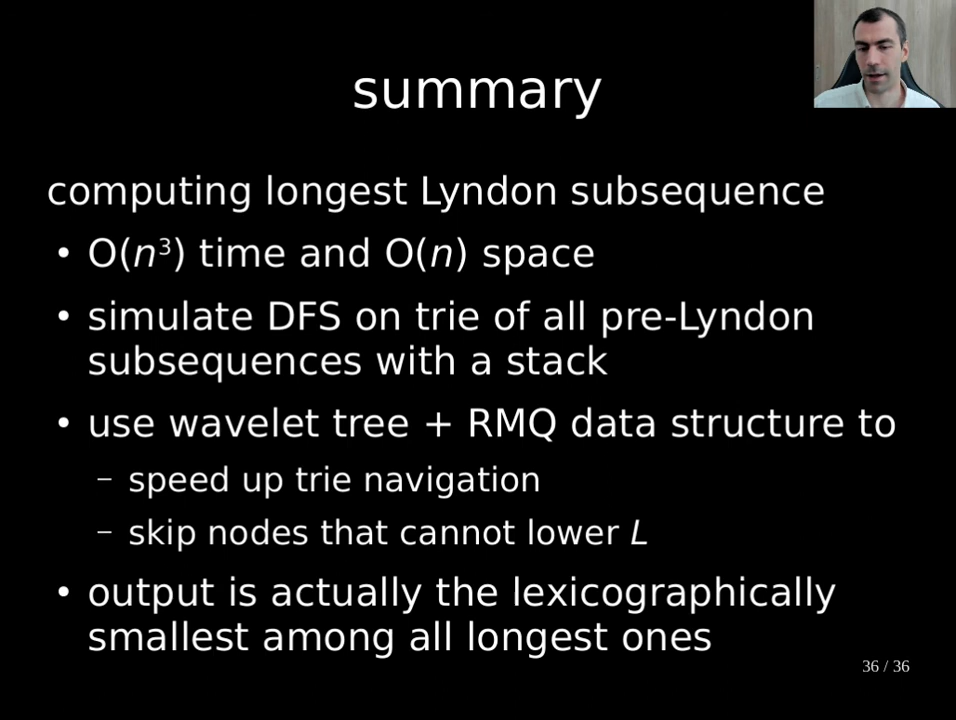 summary
computing longest Lyndon subsequence
• O(n³) time and O(n) space
• simulate DFS on trie of all pre-Lyndon
subsequences with a stack
• use wavelet tree + RMQ data structure to
– speed up trie navigation
– skip nodes that cannot lower L
• output is actually the lexicographically
smallest among all longest ones
36 / 36